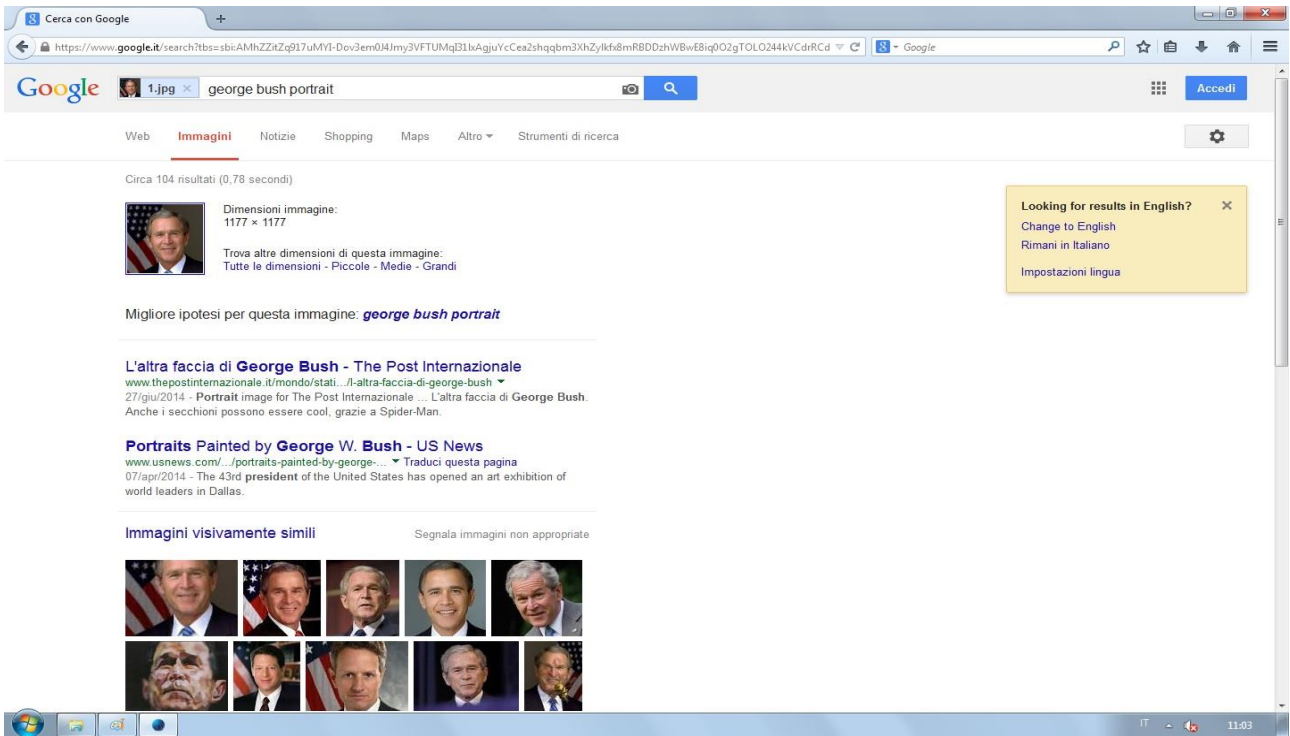 Cerca con Google
https://www.google.it/search?tbs=sbi:
Google
Google
1.jpg × george bush portrait
Accedi
Web Immagini Notizie Shopping Maps Altro Strumenti di ricerca
Circa 104 risultati (0,78 secondi)
Dimensioni immagine:
1177 × 1177
Trova altre dimensioni di questa immagine:
Tutte le dimensioni - Piccole - Medie - Grandi
Looking for results in English?
Change to English
Rimani in Italiano
Impostazioni lingua
Migliore ipotesi per questa immagine: george bush portrait
L'altra faccia di George Bush - The Post Internazionale
www.thepostinternazionale.it/mondo/stati.../l-altra-faccia-di-george-bush
27/giu/2014 - Portrait image for The Post Internazionale ... L'altra faccia di George Bush.
Anche i secchioni possono essere cool, grazie a Spider-Man.
Portraits Painted by George W. Bush - US News
www.usnews.com/.../portraits-painted-by-george-... Traduci questa pagina
07/apr/2014 - The 43rd president of the United States has opened an art exhibition of
world leaders in Dallas.
Immagini visivamente simili
Segnala immagini non appropriate
IT
11:03